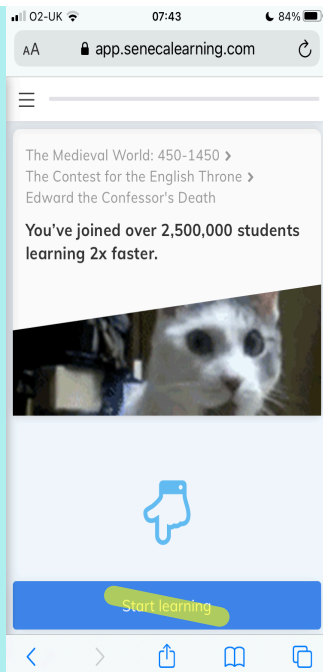 O2-UK 07:43 84%
AA app.senecalearning.com
The Medieval World: 450-1450 >
The Contest for the English Throne >
Edward the Confessor's Death
You've joined over 2,500,000 students
learning 2x faster.
Start learning